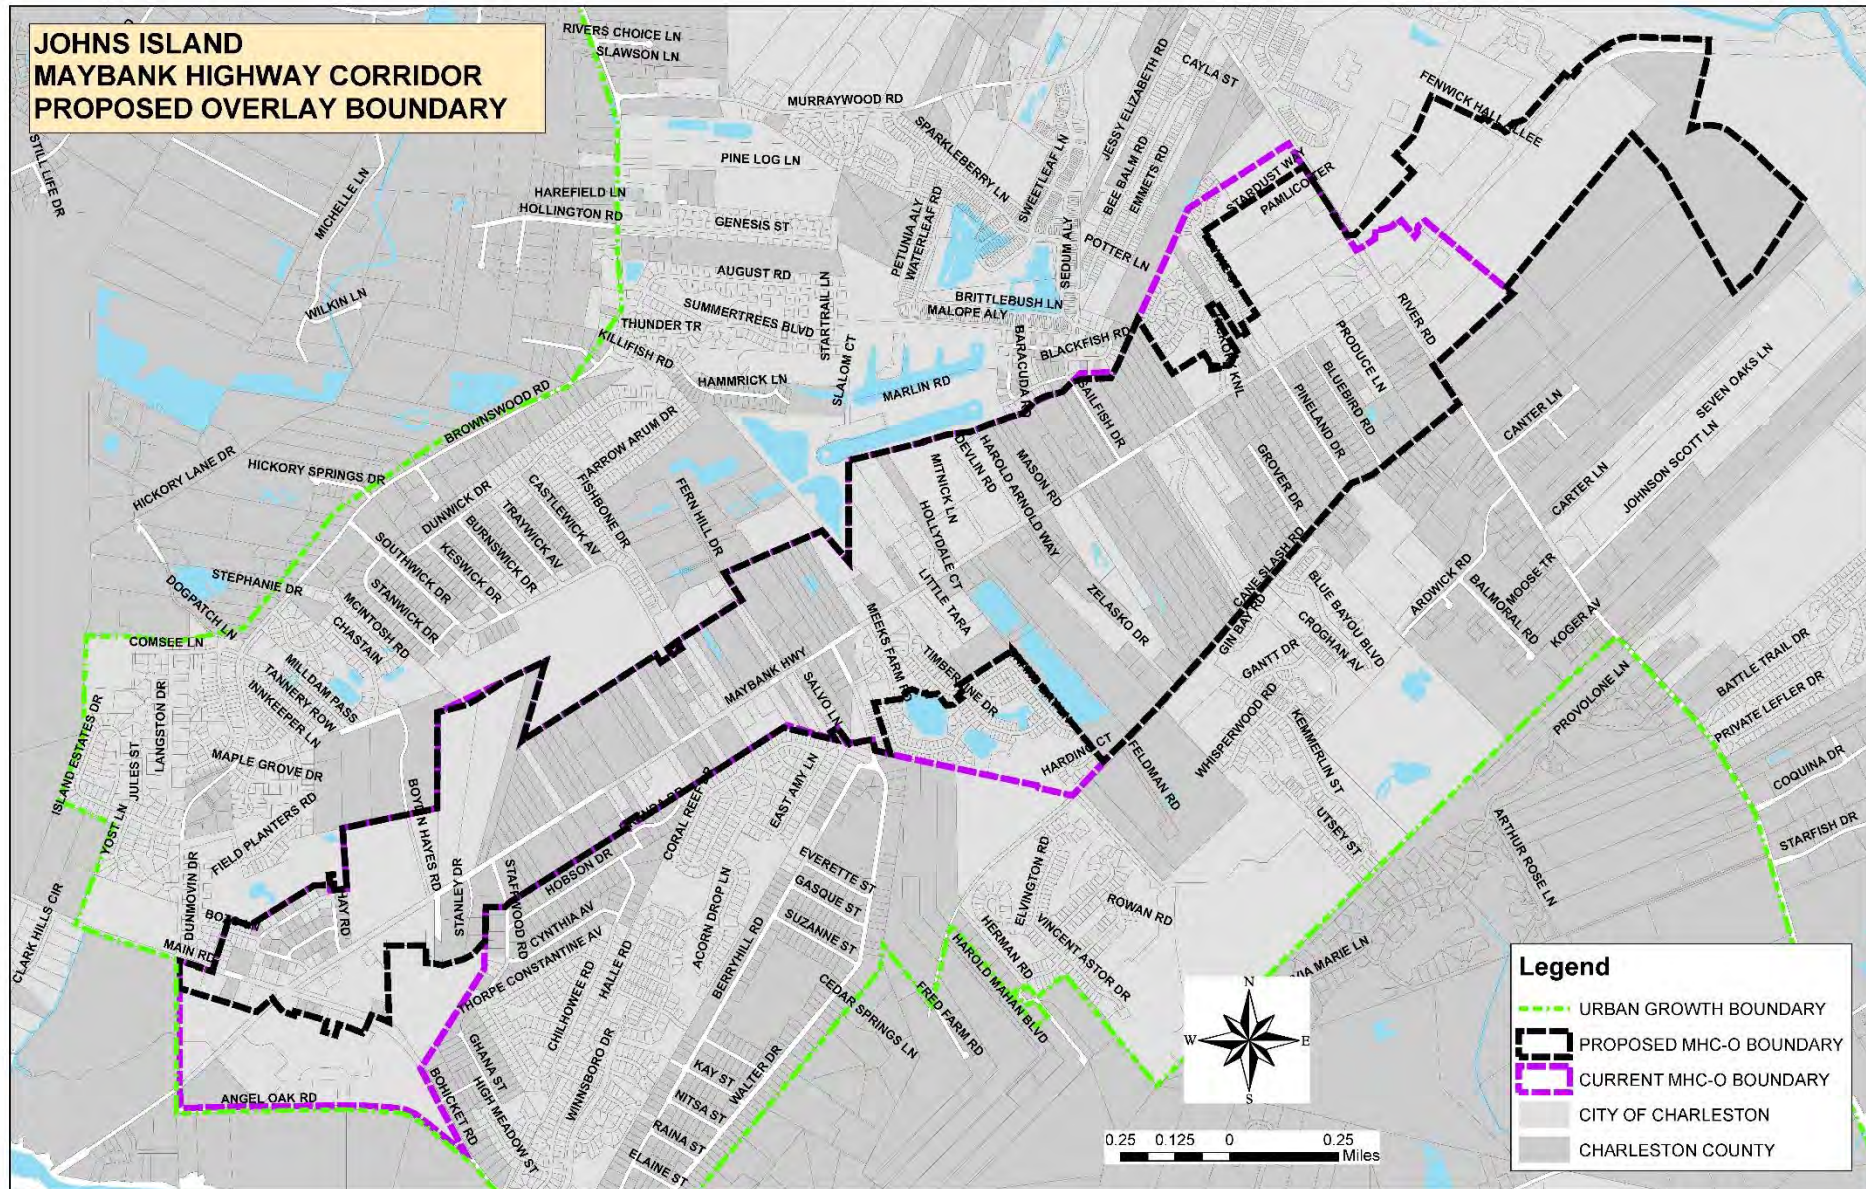 JOHNS ISLAND
MAYBANK HIGHWAY CORRIDOR
PROPOSED OVERLAY BOUNDARY
RIVERS CHOICE LN
SLAWSON LN
MURRAYWOOD RD
PINE LOG LN
SPARKLEBERRY LN
SWEETLEAF LN
JESSY ELIZABETH RD
BEE BALM RD
EMMETS RD
CAYLA ST
FENWICK HALL ALLEE
STILL LIFE DR
MICHELLE LN
HAREFIELD LN
HOLLINGTON RD
GENESIS ST
PETUNIA ALY
WATERLEAF RD
SEDUM ALY
POTTER LN
STARDUST WAY
AUGUST RD
SUMMERTREES BLVD
STARTRAIL LN
BRITTLEBUSH LN
MALOPE ALY
WILKIN LN
THUNDER TR
KILLIFISH RD
SLALOM CT
BARACUDA RD
BLACKFISH RD
RIVER RD
PRODUCE LN
BLUEBIRD RD
PINELAND DR
HAMMRICK LN
MARLIN RD
SAILFISH DR
SEVEN OAKS LN
CANTER LN
BROWNSWOOD RD
HICKORY LANE DR
HICKORY SPRINGS DR
DUNWICK DR
CASTLEWICK AV
TRAYWICK AV
BURNSWICK DR
KESWICK DR
FISHBONE DR
HARROW ARUM DR
FERN HILL DR
DEVLIN RD
MITNICK LN
HOLLYDALE CT
HAROLD ARNOLD WAY
MASON RD
GROVER DR
CARTER LN
JOHNSON SCOTT LN
SOUTHWICK DR
STANWICK DR
STEPHANIE DR
DOGPATCH LN
MCINTOSH RD
CHASTAIN
COMSEE LN
MILLDAM PASS
TANNERY ROW
INNKEEPER LN
LITTLE TARA
ZELASKO DR
CANE SLASH RD
GIN BAY RD
BLUE BAYOU BLVD
CROGHAN AV
GANTT DR
ARDWICK RD
BALMORAL RD
MOOSE TR
KOGER AV
MEEKS FARM RD
TIMBERLINE DR
MAYBANK HWY
SALVO LN
ISLAND ESTATES DR
LANGSTON DR
JULES ST
MAPLE GROVE DR
FIELD PLANTERS RD
YOST LN
DUNMOVIN DR
BOYD N HAYES RD
HAY RD
STANLEY DR
STAFFWOOD RD
HOBSON DR
CYNTHIA AV
THORPE CONSTANTINE AV
EAST AMY LN
HARDING CT
FELDMAN RD
WHISPERWOOD RD
KEMMERLIN ST
UTSEY ST
PROVOLONE LN
BATTLE TRAIL DR
PRIVATE LEFLER DR
COQUINA DR
STARFISH DR
ARTHUR ROSE LN
CLARK HILLS CIR
MAIN RD
ANGEL OAK RD
BOHICKET RD
GHANA ST
HIGH MEADOW ST
CHILHOWEE RD
HALLE RD
WINNSBORO DR
ACORN DROP LN
BERRYHILL RD
EVERETTE ST
GASQUE ST
SUZANNE ST
CEDAR SPRINGS LN
WALTER DR
KAY ST
NITSA ST
RAINA ST
ELAINE ST
FRED FARM RD
HAROLD MAHAN BLVD
HERMAN RD
ELVINGTON RD
VINCENT ASTOR DR
ROWAN RD
N
W
E
S
0.25 0.125 0 0.25
Miles
Legend
URBAN GROWTH BOUNDARY
PROPOSED MHC-O BOUNDARY
CURRENT MHC-O BOUNDARY
CITY OF CHARLESTON
CHARLESTON COUNTY